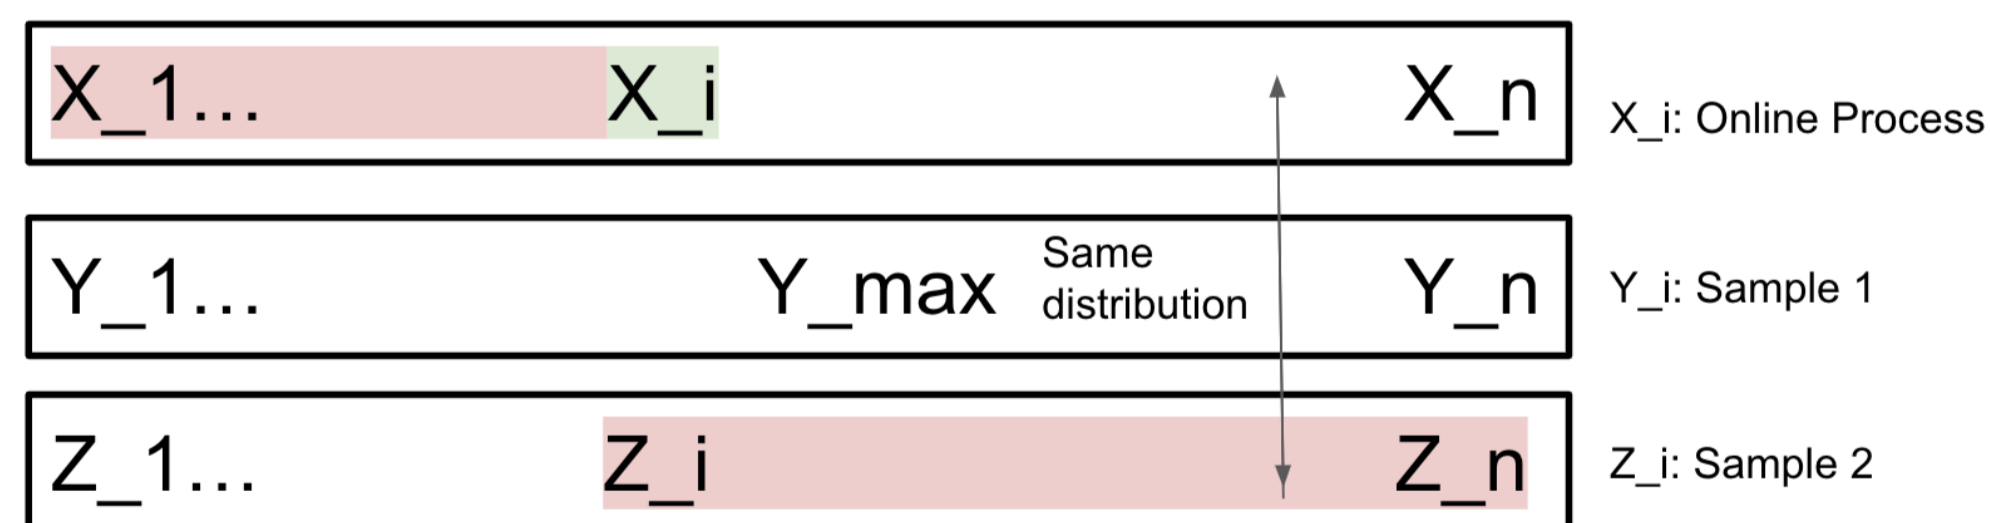 X_1... X_i X_n
X_i: Online Process
Y_1... Y_max Same distribution Y_n
Y_i: Sample 1
Z_1... Z_i Z_n
Z_i: Sample 2